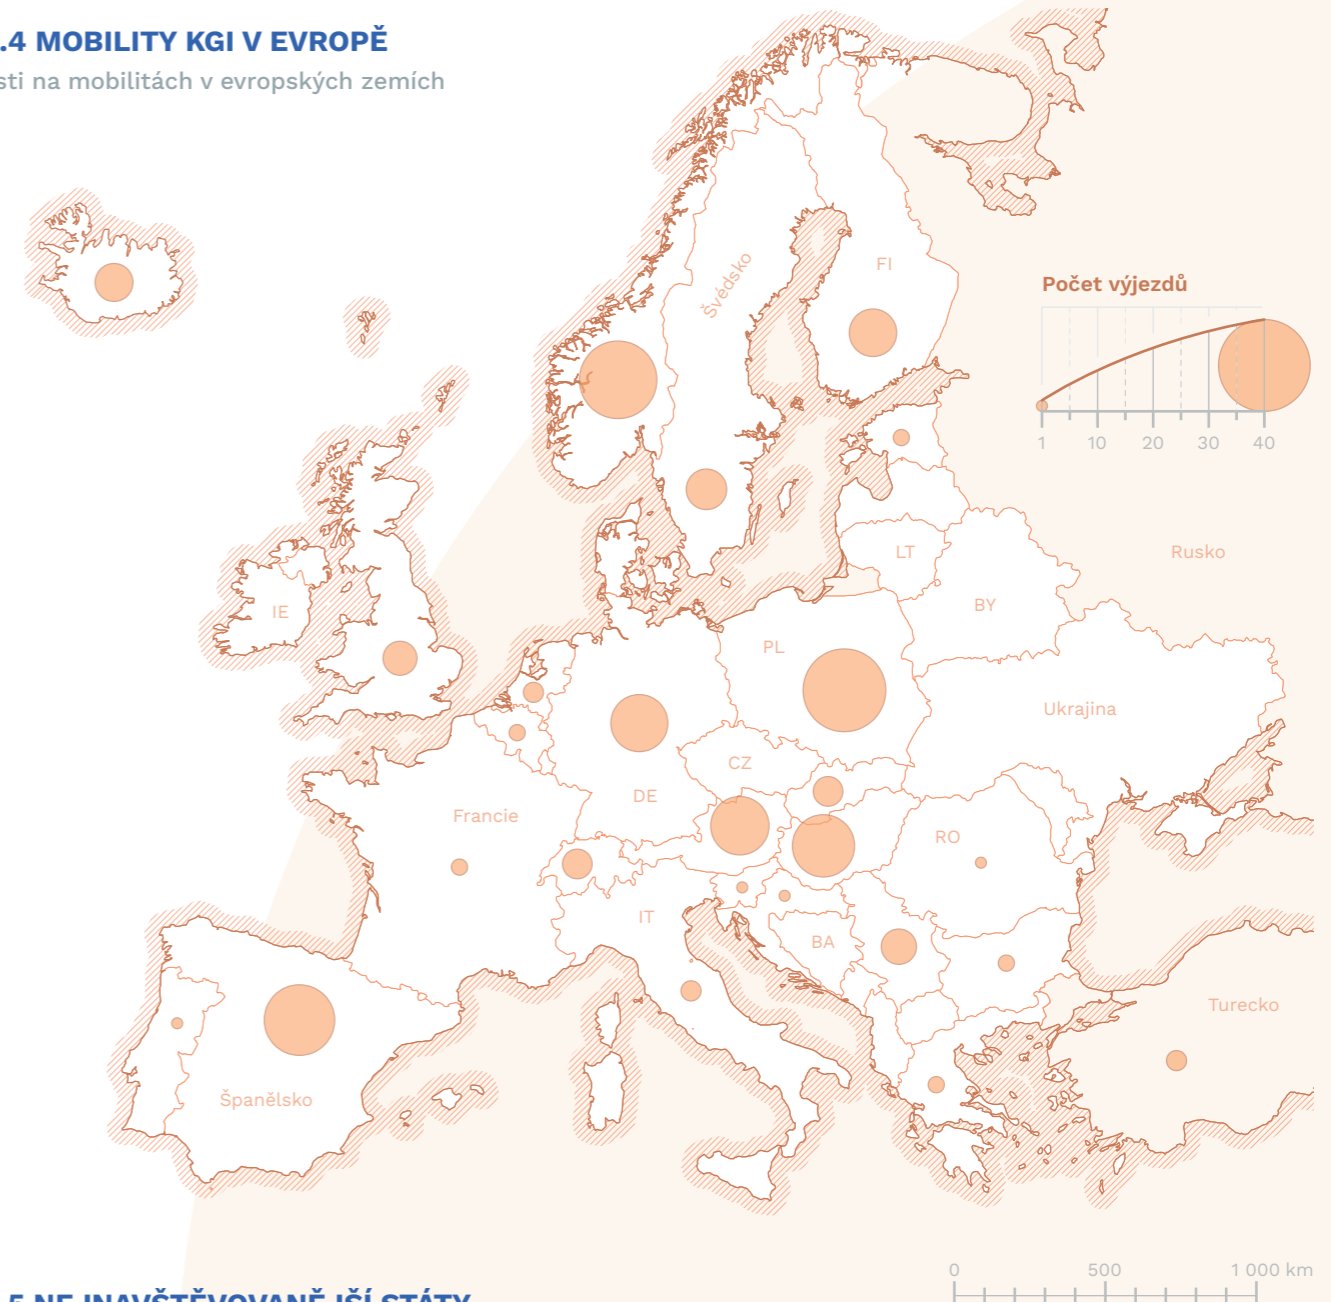 .4 MOBILITY KGI V EVROPĚ
sti na mobilitách v evropských zemích
Švédsko
FI
Počet výjezdů
1 10 20 30 40
LT
Rusko
IE
BY
PL
Ukrajina
CZ
DE
Francie
RO
IT
BA
Turecko
Španělsko
0 500 1 000 km